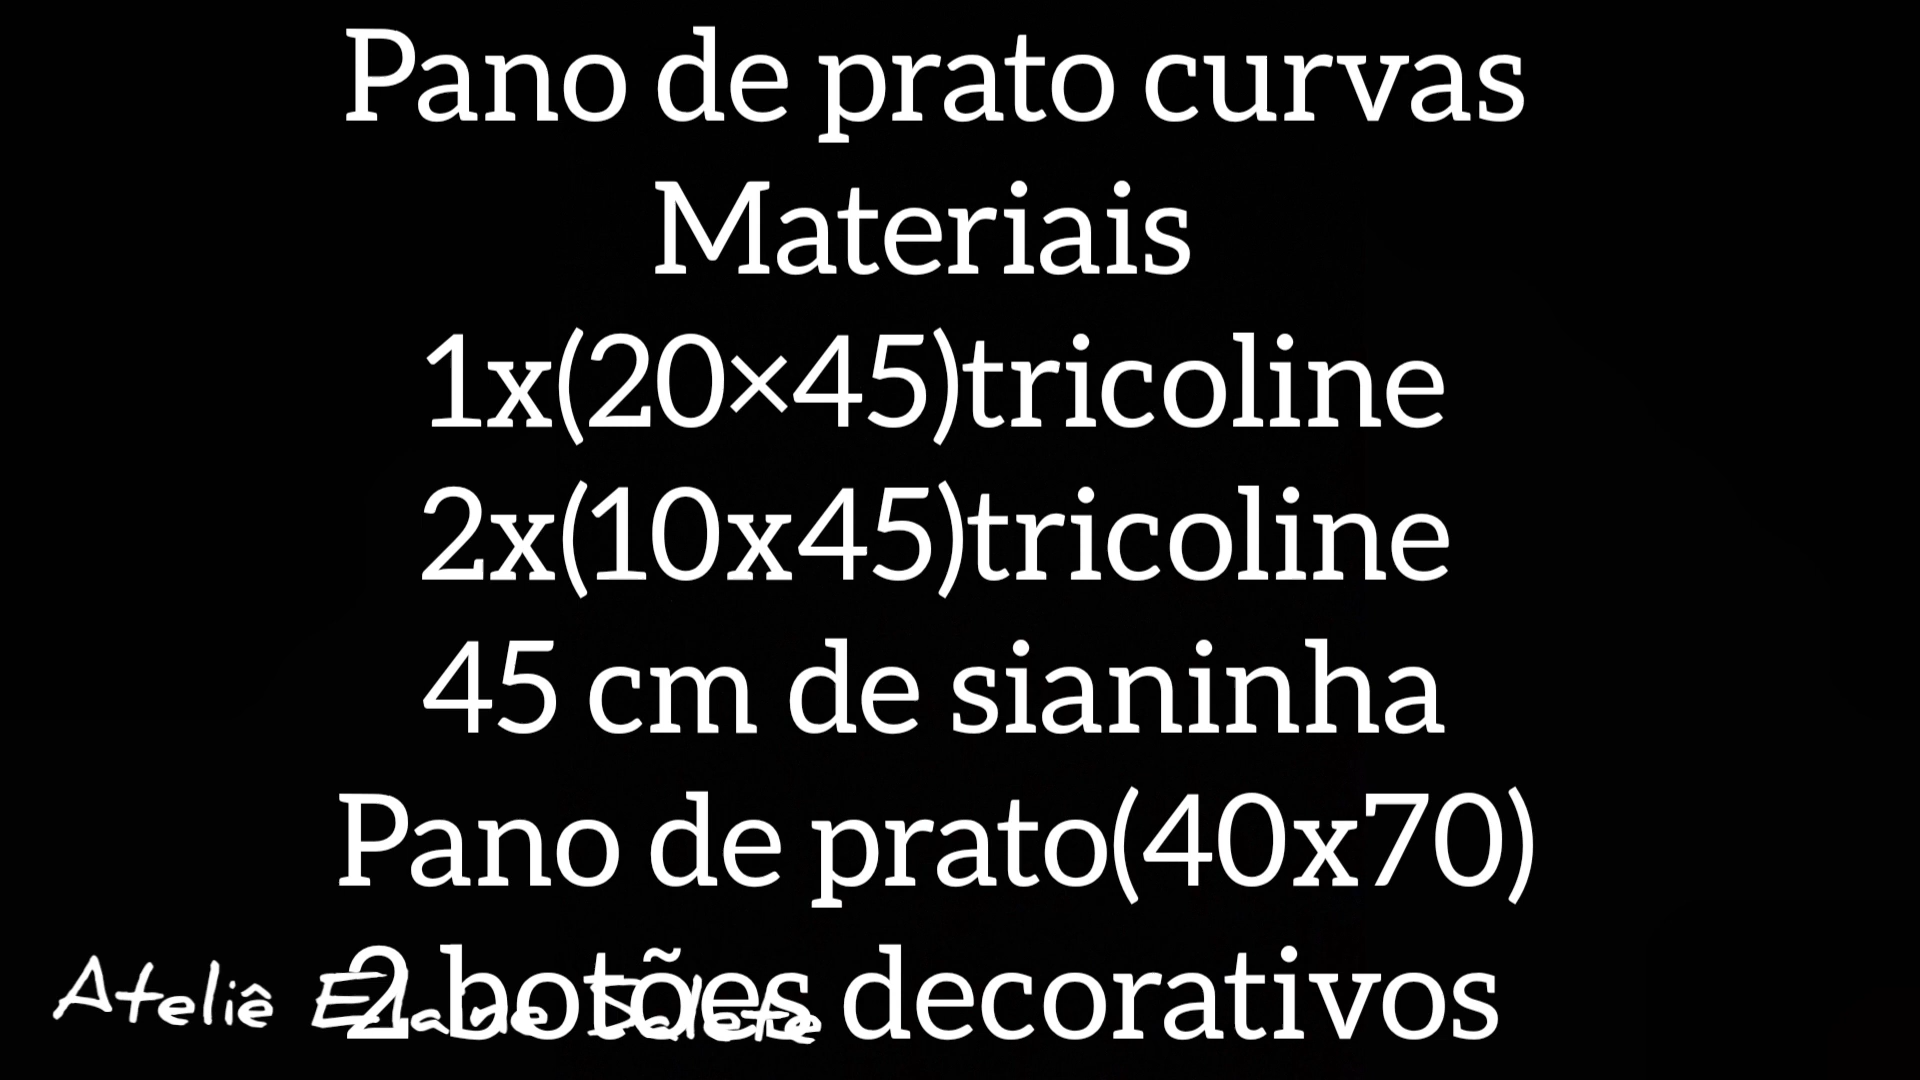 Pano de prato curvas
Materiais
1x(20×45)tricoline
2x(10x45)tricoline
45 cm de sianinha
Pano de prato(40x70)
2 botões decorativos
Ateliê